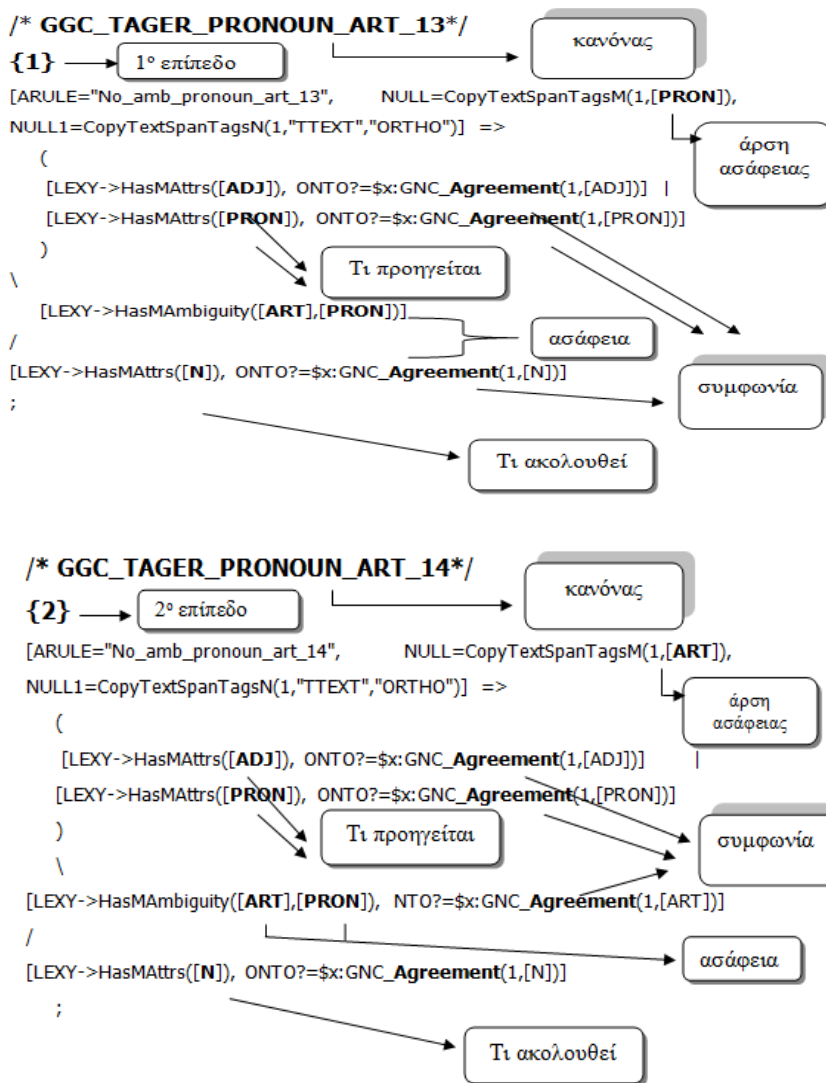 /* GGC_TAGER_PRONOUN_ART_13*/
κανόνας
{1}
1ο επίπεδο
[ARULE="No_amb_pronoun_art_13", NULL=CopyTextSpanTagsM(1,[PRON]),
NULL1=CopyTextSpanTagsN(1,"TTEXT","ORTHO")] =>
άρση
ασάφειας
(
[LEXY->HasMAttrs([ADJ]), ONTO?=$x:GNC_Agreement(1,[ADJ])] |
[LEXY->HasMAttrs([PRON]), ONTO?=$x:GNC_Agreement(1,[PRON])]
)
Τι προηγείται
\
[LEXY->HasMAmbiguity([ART],[PRON])]
ασάφεια
/
[LEXY->HasMAttrs([N]), ONTO?=$x:GNC_Agreement(1,[N])]
συμφωνία
;
Τι ακολουθεί
/* GGC_TAGER_PRONOUN_ART_14*/
κανόνας
{2}
2ο επίπεδο
[ARULE="No_amb_pronoun_art_14", NULL=CopyTextSpanTagsM(1,[ART]),
NULL1=CopyTextSpanTagsN(1,"TTEXT","ORTHO")] =>
άρση
ασάφειας
(
[LEXY->HasMAttrs([ADJ]), ONTO?=$x:GNC_Agreement(1,[ADJ])] |
[LEXY->HasMAttrs([PRON]), ONTO?=$x:GNC_Agreement(1,[PRON])]
)
Τι προηγείται
συμφωνία
\
[LEXY->HasMAmbiguity([ART],[PRON]), NTO?=$x:GNC_Agreement(1,[ART])]
/
ασάφεια
[LEXY->HasMAttrs([N]), ONTO?=$x:GNC_Agreement(1,[N])]
;
Τι ακολουθεί